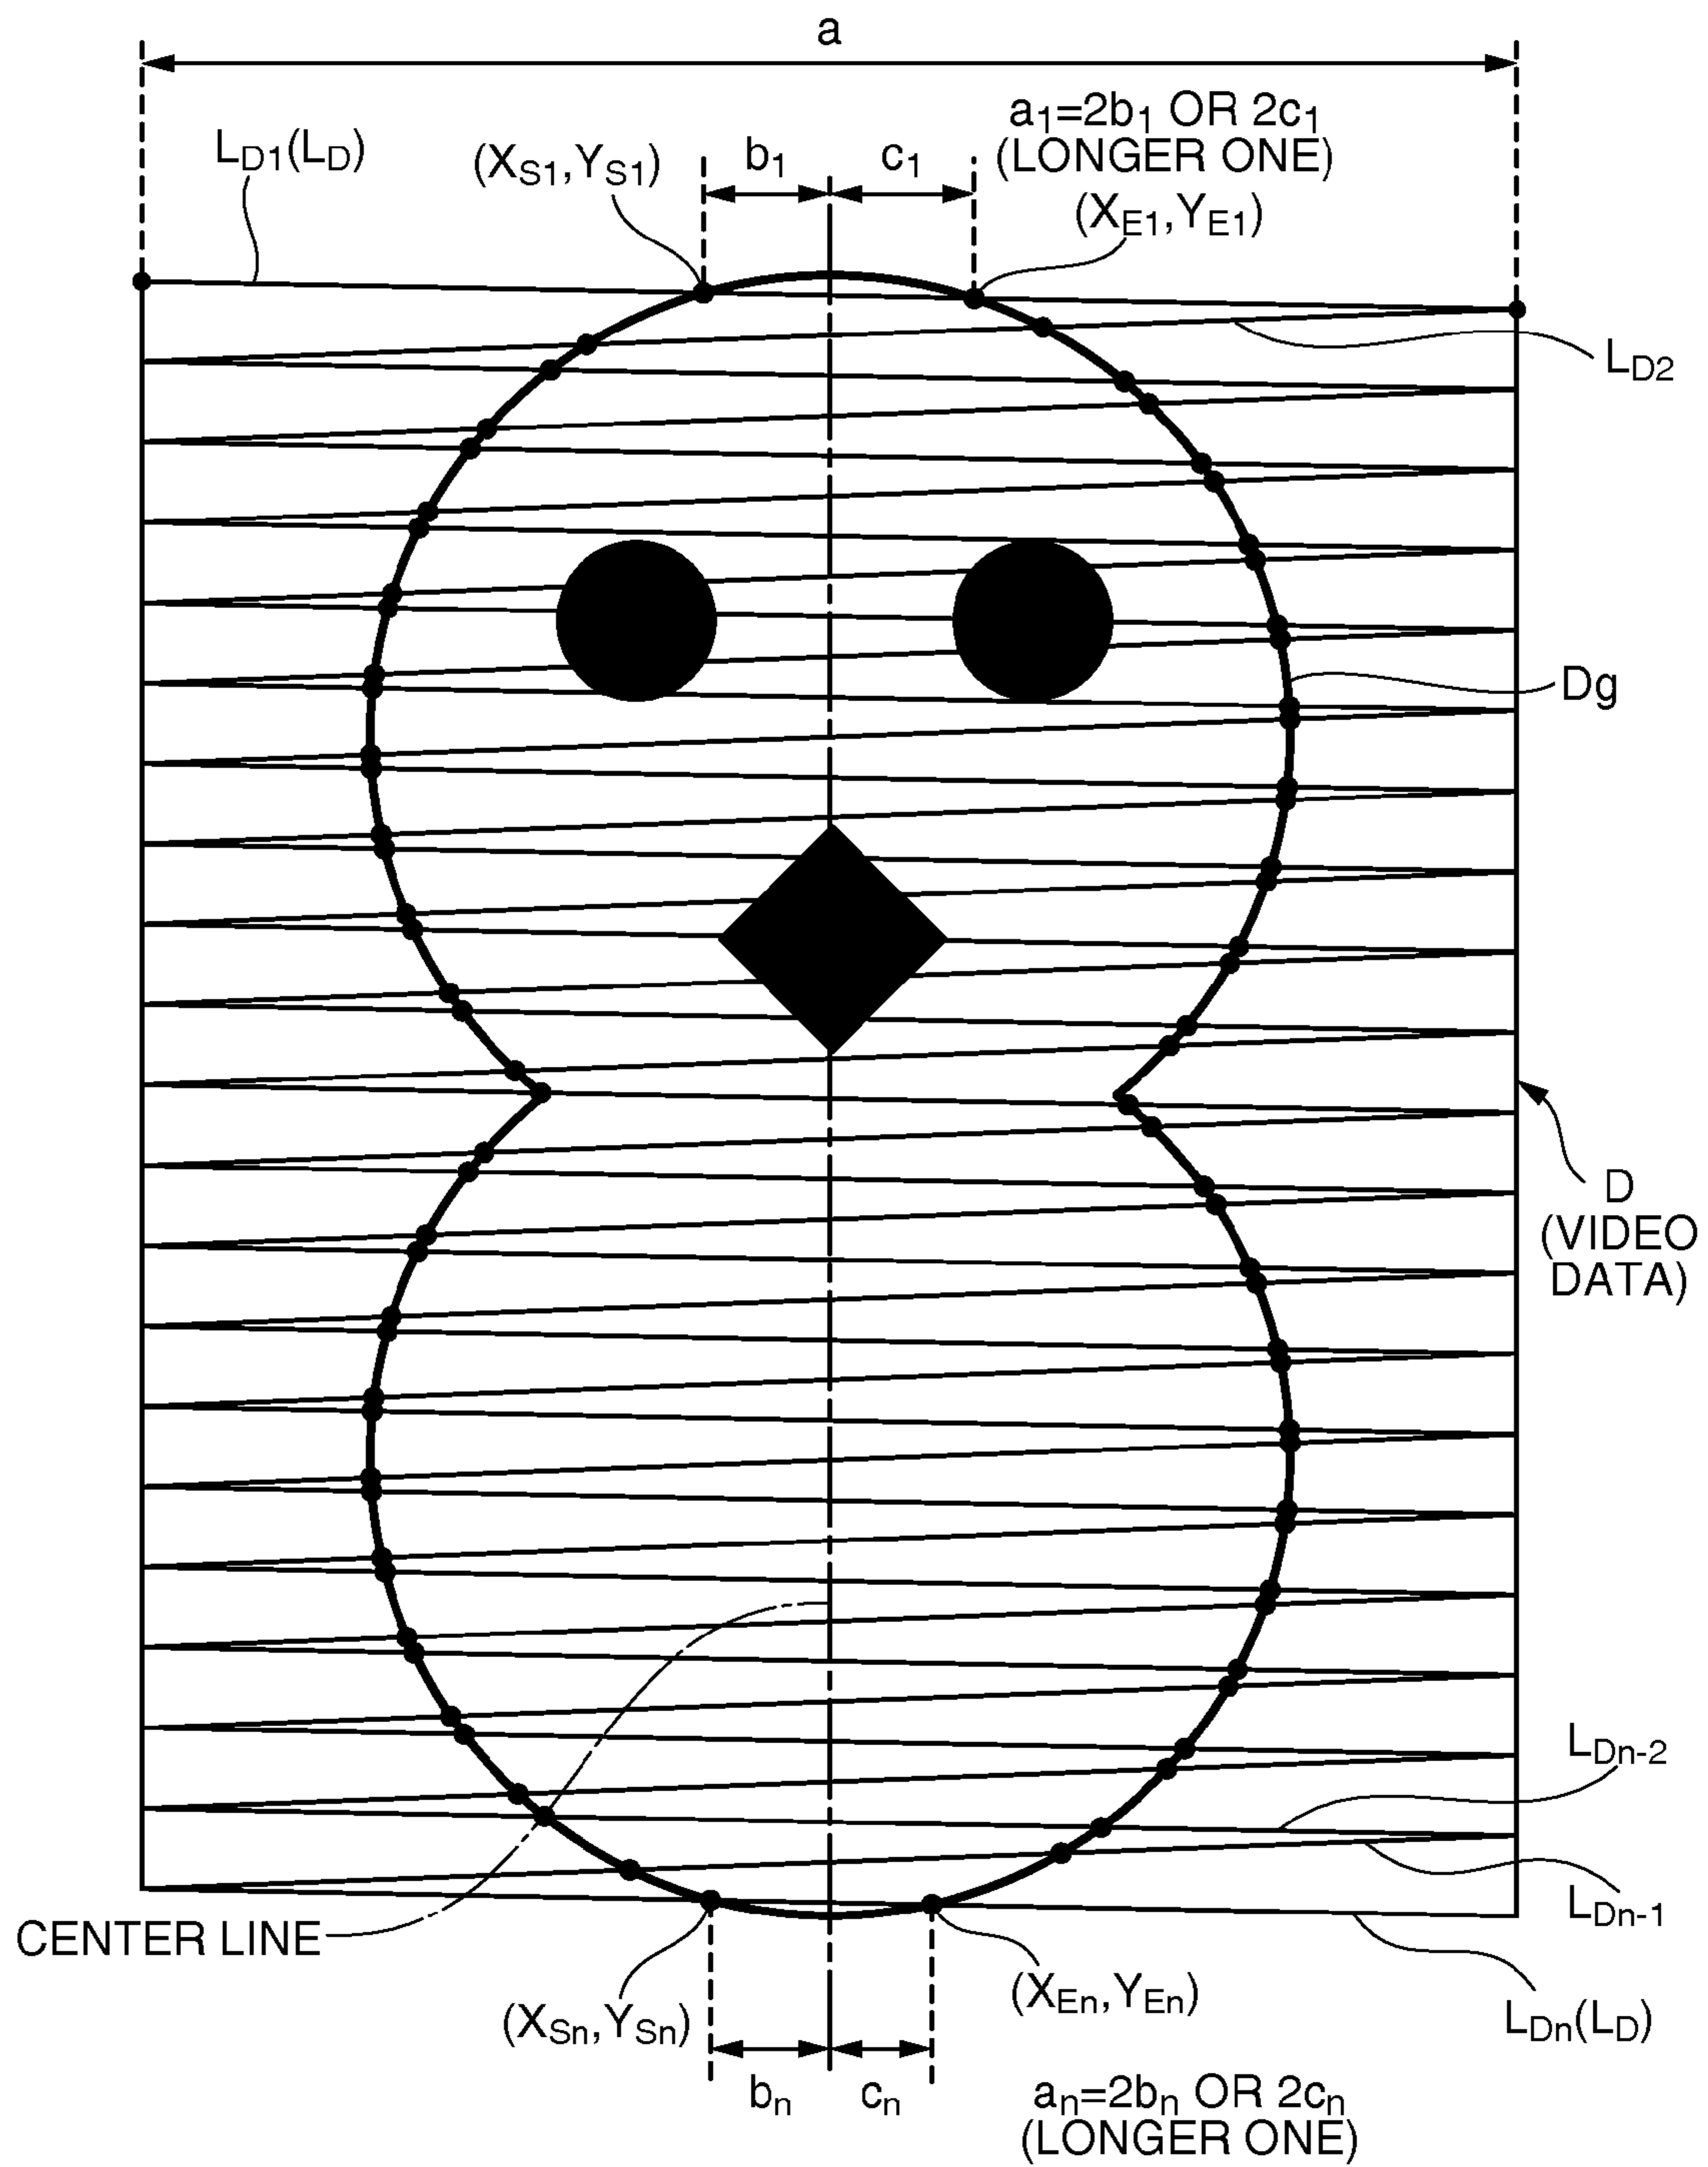 a
a1=2b1 OR 2c1
(LONGER ONE)
LD1(LD)
(XS1,YS1)
b1
c1
(XE1,YE1)
LD2
Dg
D
(VIDEO
DATA)
LDn-2
LDn-1
CENTER LINE
(XSn,YSn)
(XEn,YEn)
LDn(LD)
bn
cn
an=2bn OR 2cn
(LONGER ONE)